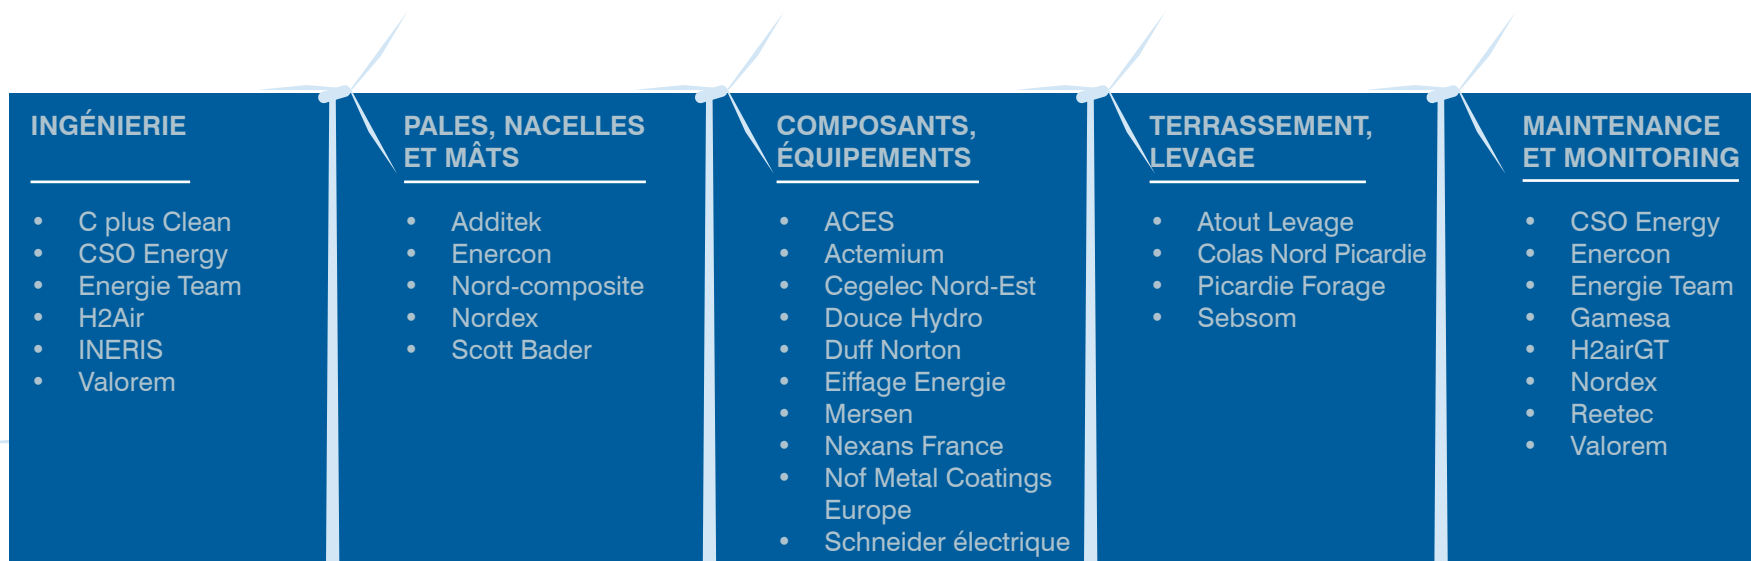 INGÉNIERIE
• C plus Clean
• CSO Energy
• Energie Team
• H2Air
• INERIS
• Valorem
PALES, NACELLES
ET MÂTS
• Additek
• Enercon
• Nord-composite
• Nordex
• Scott Bader
COMPOSANTS,
ÉQUIPEMENTS
• ACES
• Actemium
• Cegelec Nord-Est
• Douce Hydro
• Duff Norton
• Eiffage Energie
• Mersen
• Nexans France
• Nof Metal Coatings
Europe
• Schneider électrique
TERRASSEMENT,
LEVAGE
• Atout Levage
• Colas Nord Picardie
• Picardie Forage
• Sebsom
MAINTENANCE
ET MONITORING
• CSO Energy
• Enercon
• Energie Team
• Gamesa
• H2airGT
• Nordex
• Reetec
• Valorem